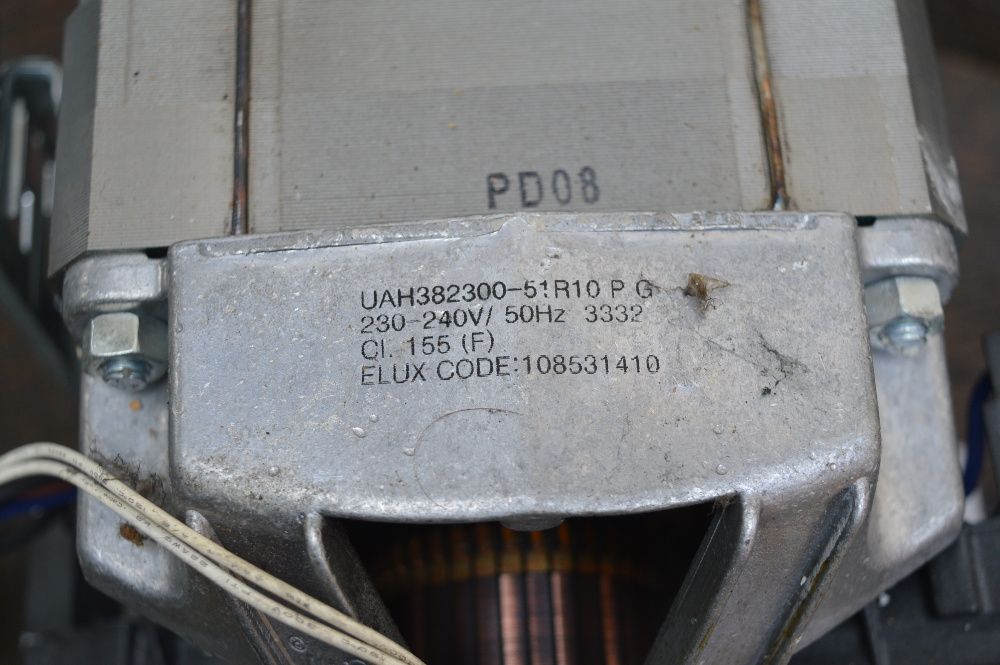 PD08
UAH382300-51R10 P G
230-240V/ 50Hz 3332
Cl. 155 (F)
ELUX CODE:108531410